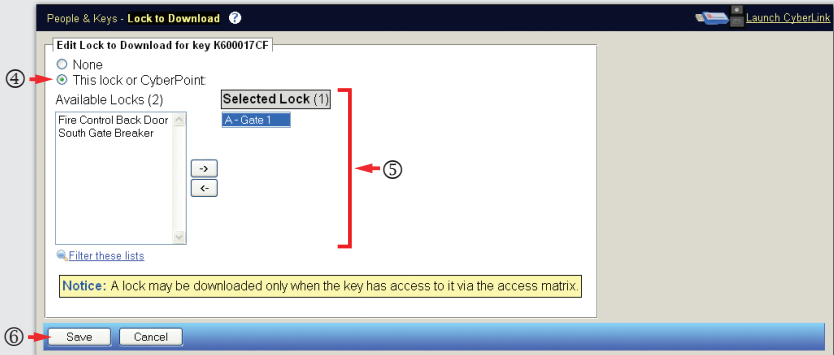 People & Keys - Lock to Download ?
Launch CyberLink
Edit Lock to Download for key K600017CF
None
④ This lock or CyberPoint:
Available Locks (2)
Selected Lock (1)
Fire Control Back Door
A - Gate 1
South Gate Breaker
->
⑤
<-
Filter these lists
Notice: A lock may be downloaded only when the key has access to it via the access matrix.
⑥ Save Cancel